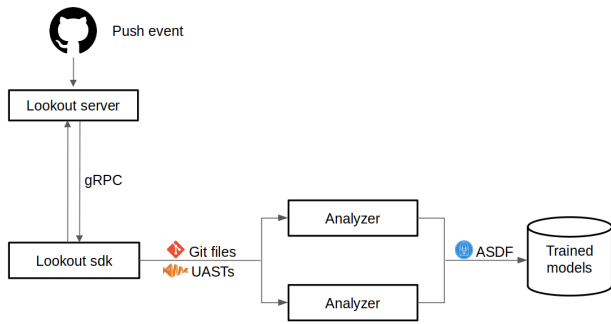 Push event
Lookout server
gRPC
Lookout sdk
Git files
UASTs
Analyzer
Analyzer
ASDF
Trained
models